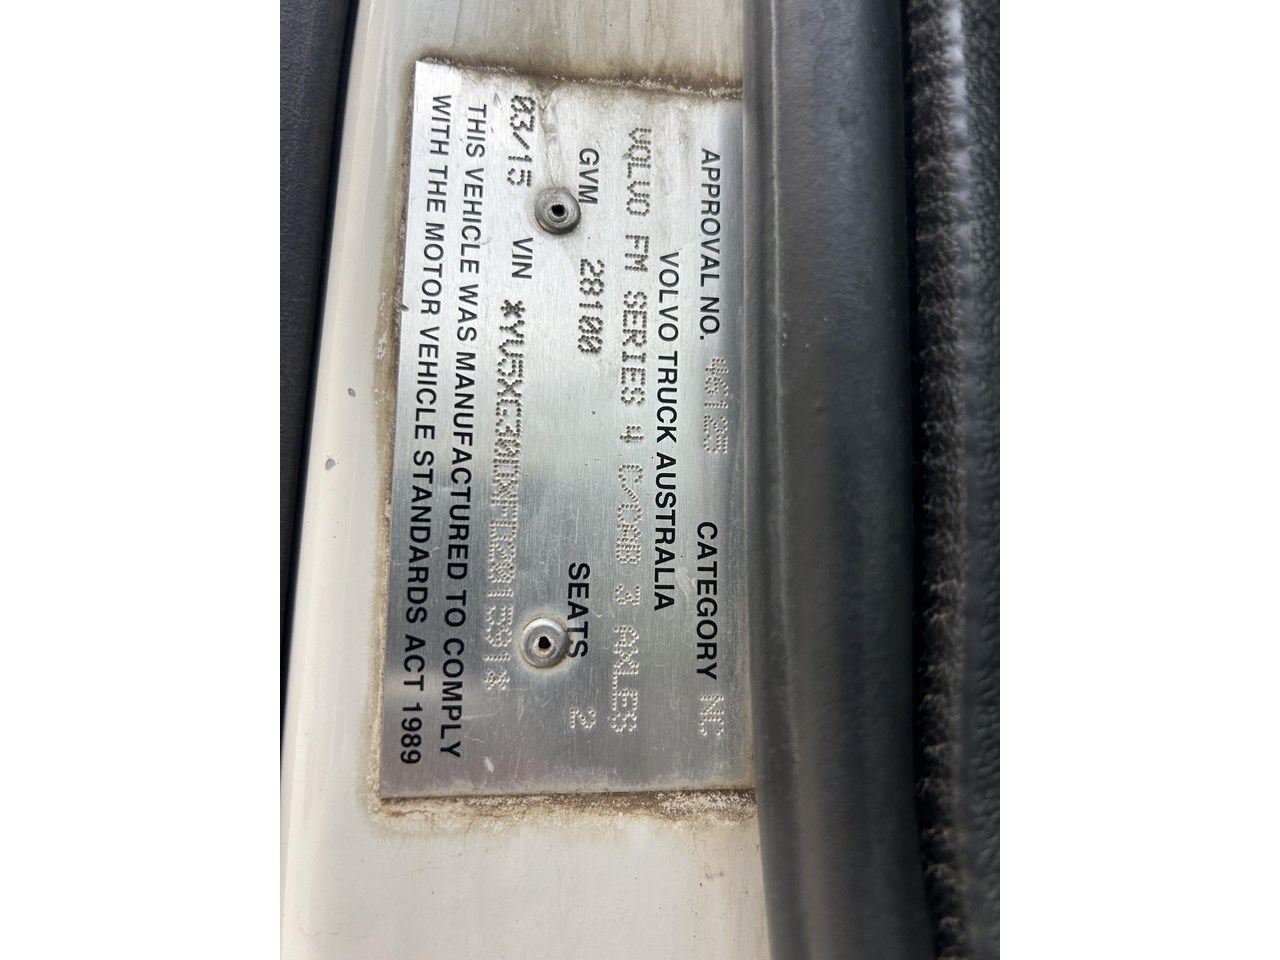 APPROVAL NO. 46135 CATEGORY NC
VOLVO TRUCK AUSTRALIA
VOLVO FM SERIES 4 C/CAB 3 AXLES
GVM 28100 SEATS 2
03/15 VIN
THIS VEHICLE WAS MANUFACTURED TO COMPLY
WITH THE MOTOR VEHICLE STANDARDS ACT 1989